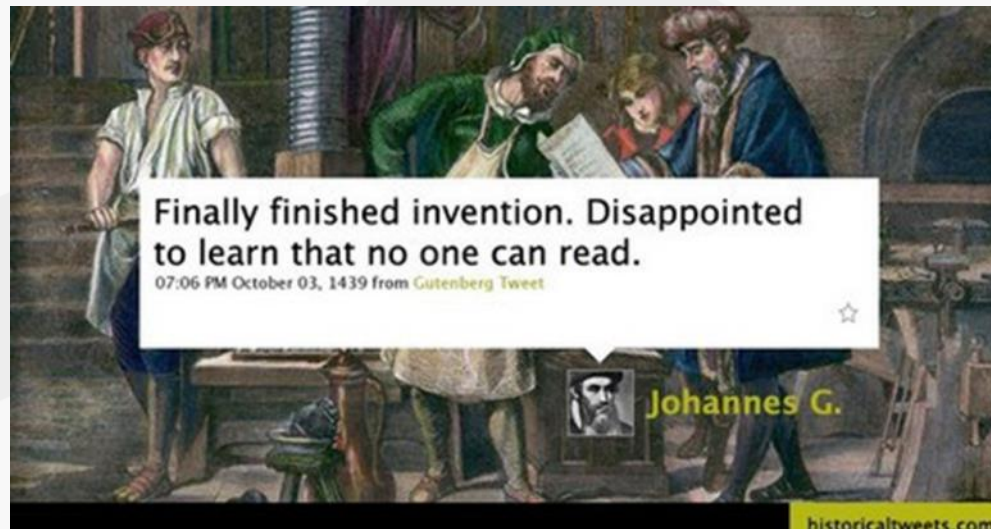 Finally finished invention. Disappointed
to learn that no one can read.
07:06 PM October 03, 1439 from Gutenberg Tweet
Johannes G.
historicaltweets.com